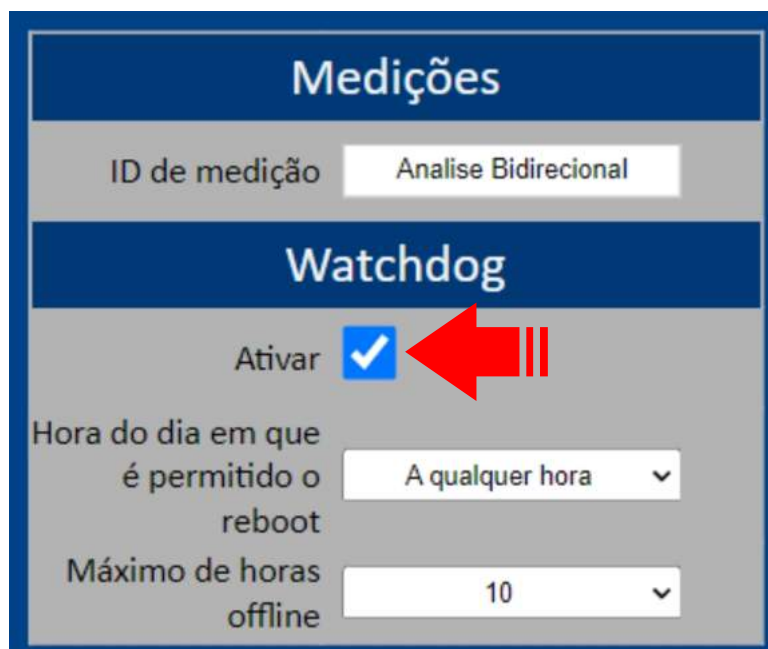 Medições
ID de medição Analise Bidirecional
Watchdog
Ativar
Hora do dia em que
é permitido o A qualquer hora
reboot
Máximo de horas
offline 10